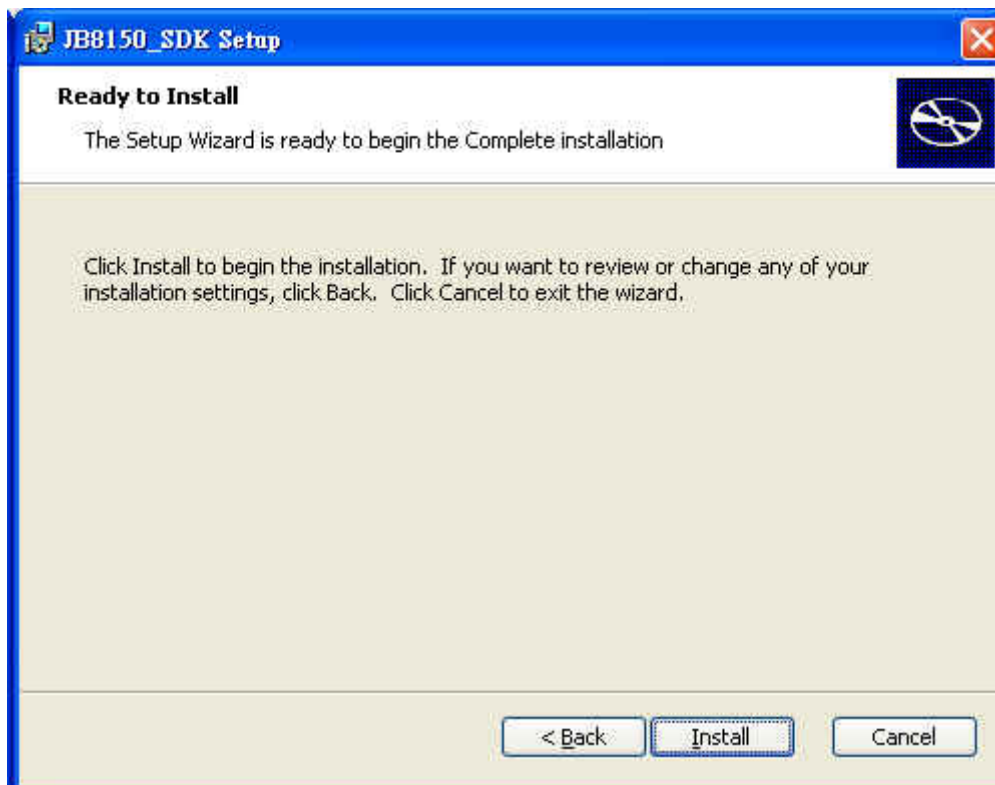 JB8150_SDK Setup
Ready to Install
The Setup Wizard is ready to begin the Complete installation
Click Install to begin the installation.  If you want to review or change any of your
installation settings, click Back.  Click Cancel to exit the wizard.
< Back
Install
Cancel